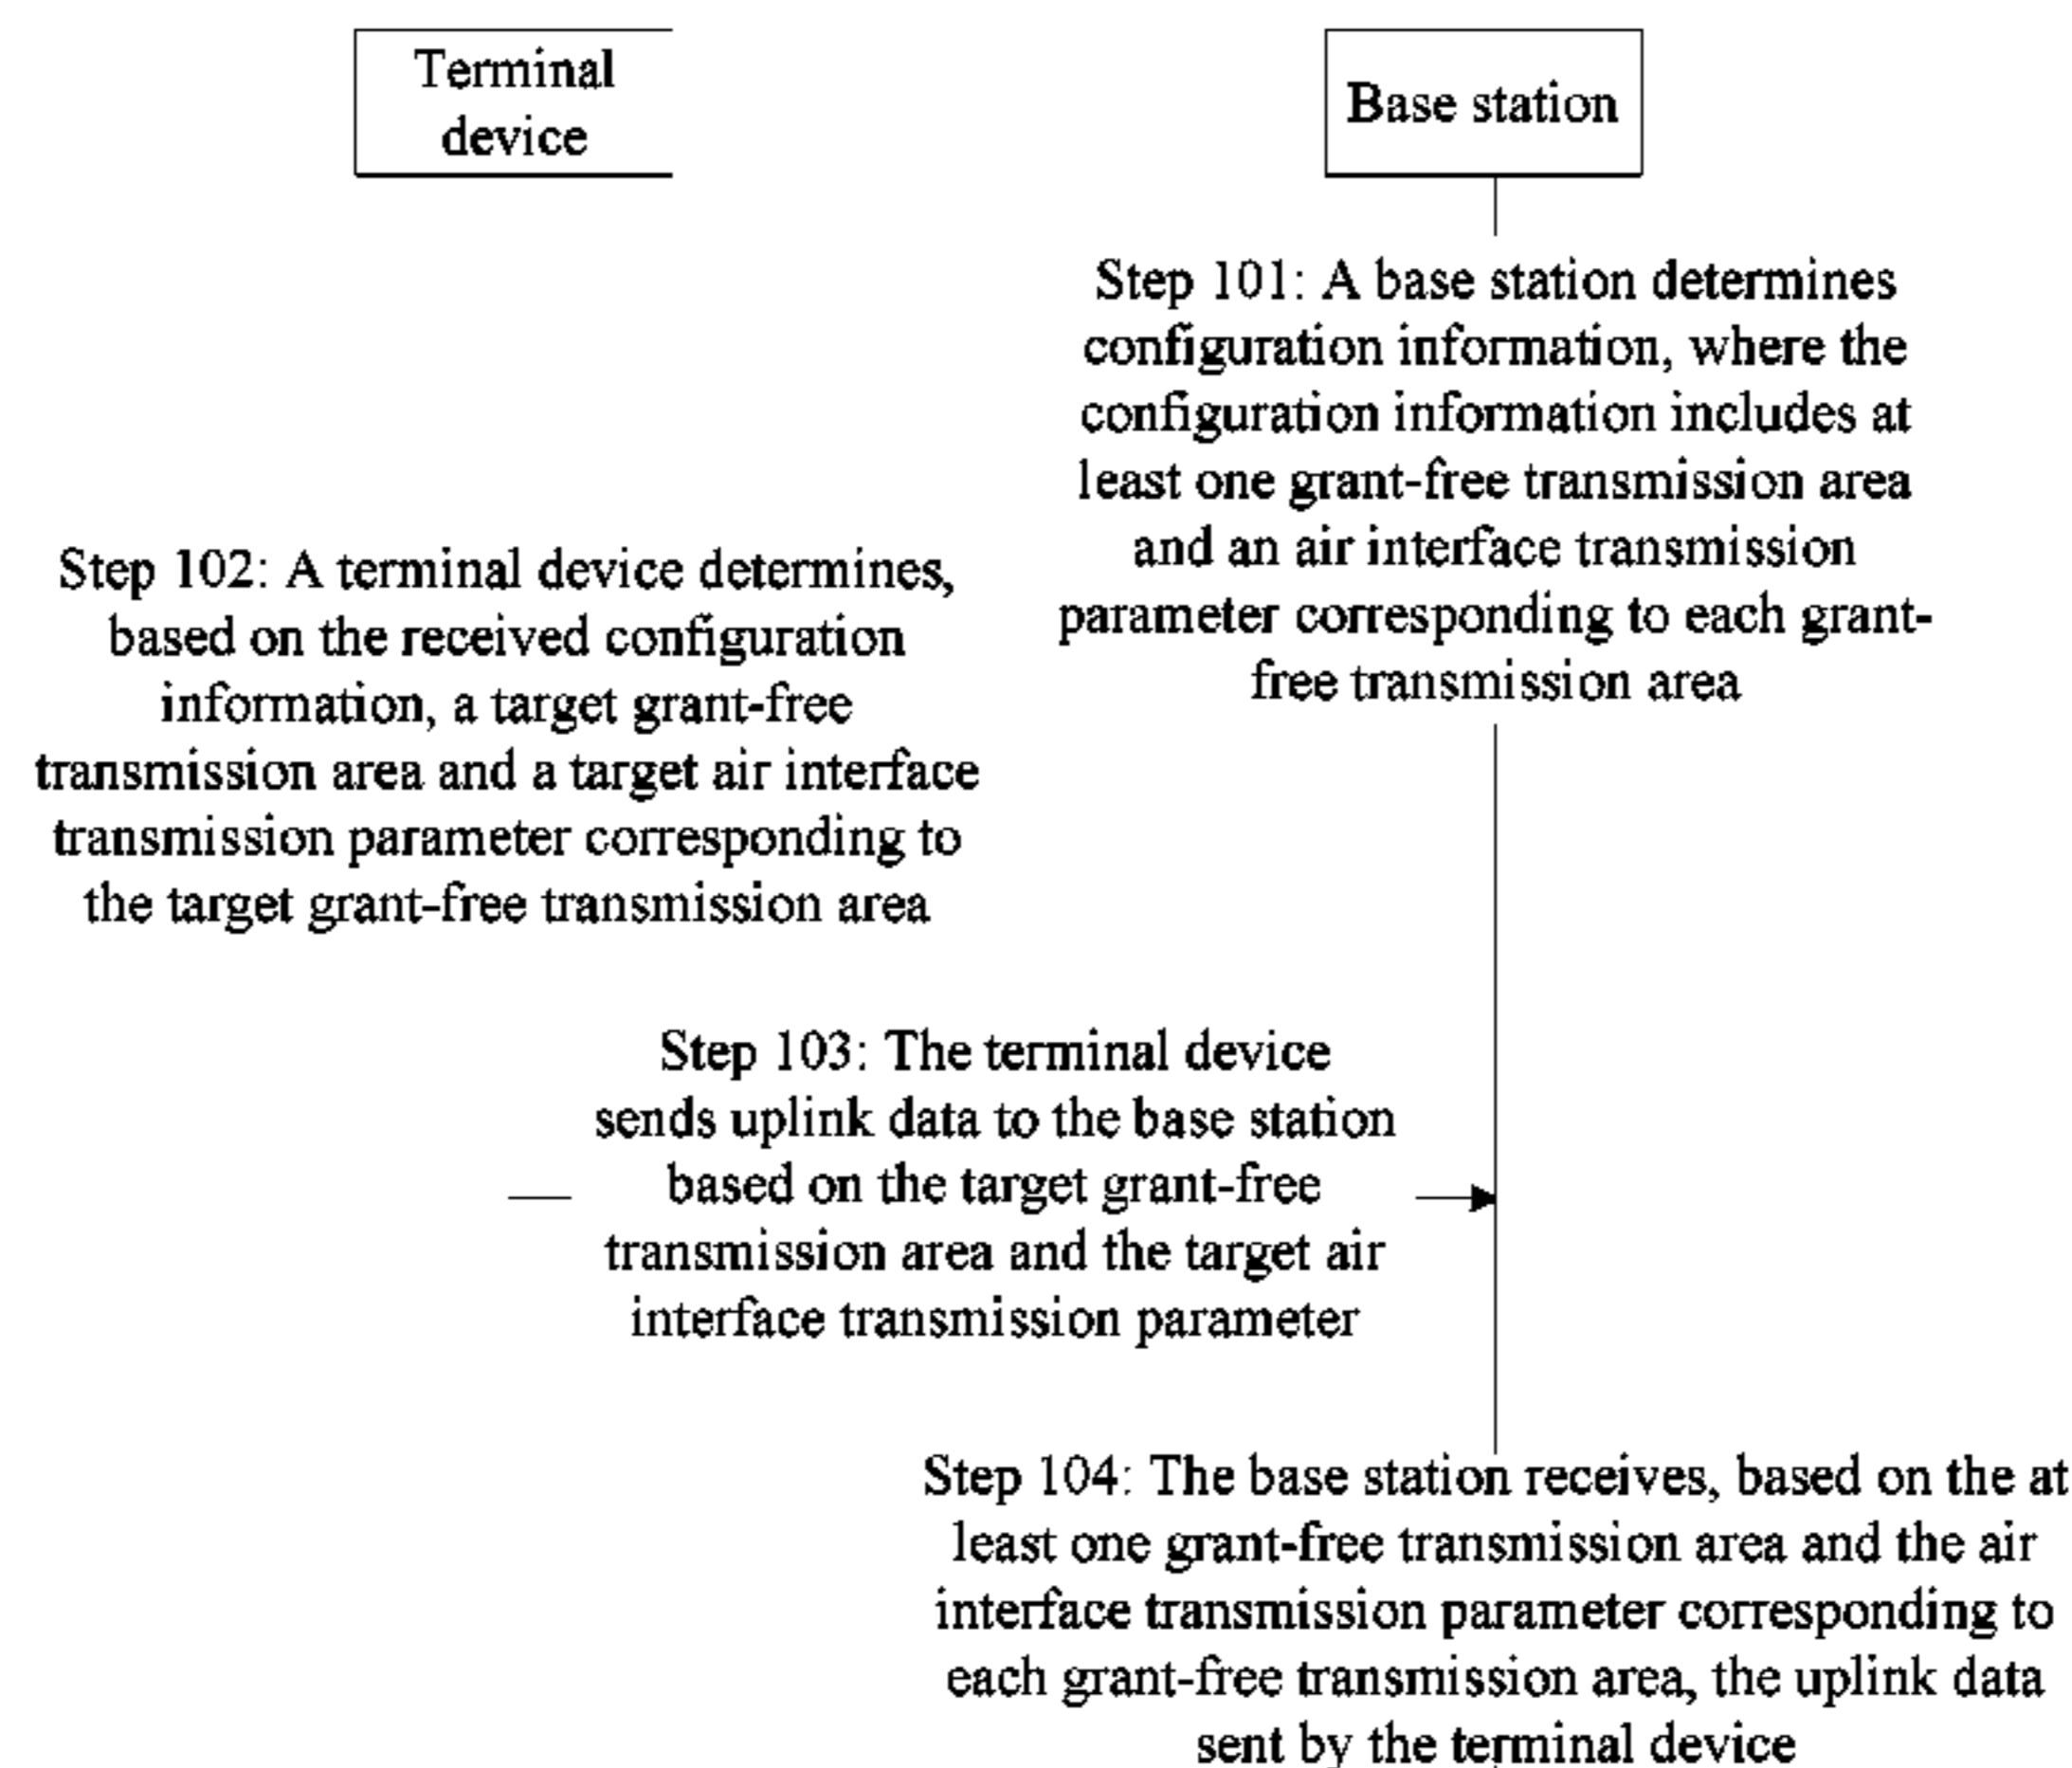 Terminal
device
Base station
Step 101: A base station determines
configuration information, where the
configuration information includes at
least one grant-free transmission area
and an air interface transmission
parameter corresponding to each grant-
free transmission area
Step 102: A terminal device determines,
based on the received configuration
information, a target grant-free
transmission area and a target air interface
transmission parameter corresponding to
the target grant-free transmission area
Step 103: The terminal device
sends uplink data to the base station
based on the target grant-free
transmission area and the target air
interface transmission parameter
Step 104: The base station receives, based on the at
least one grant-free transmission area and the air
interface transmission parameter corresponding to
each grant-free transmission area, the uplink data
sent by the terminal device